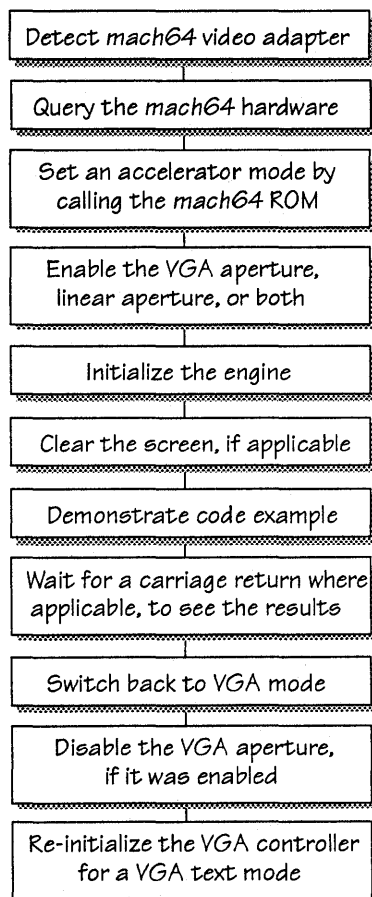 Detect mach64 video adapter
Query the mach64 hardware
Set an accelerator mode by
calling the mach64 ROM
Enable the VGA aperture,
linear aperture, or both
Initialize the engine
Clear the screen, if applicable
Demonstrate code example
Wait for a carriage return where
applicable, to see the results
Switch back to VGA mode
Disable the VGA aperture,
if it was enabled
Re-initialize the VGA controller
for a VGA text mode